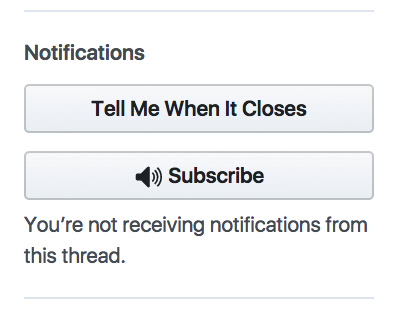 Notifications
Tell Me When It Closes
Subscribe
You’re not receiving notifications from
this thread.